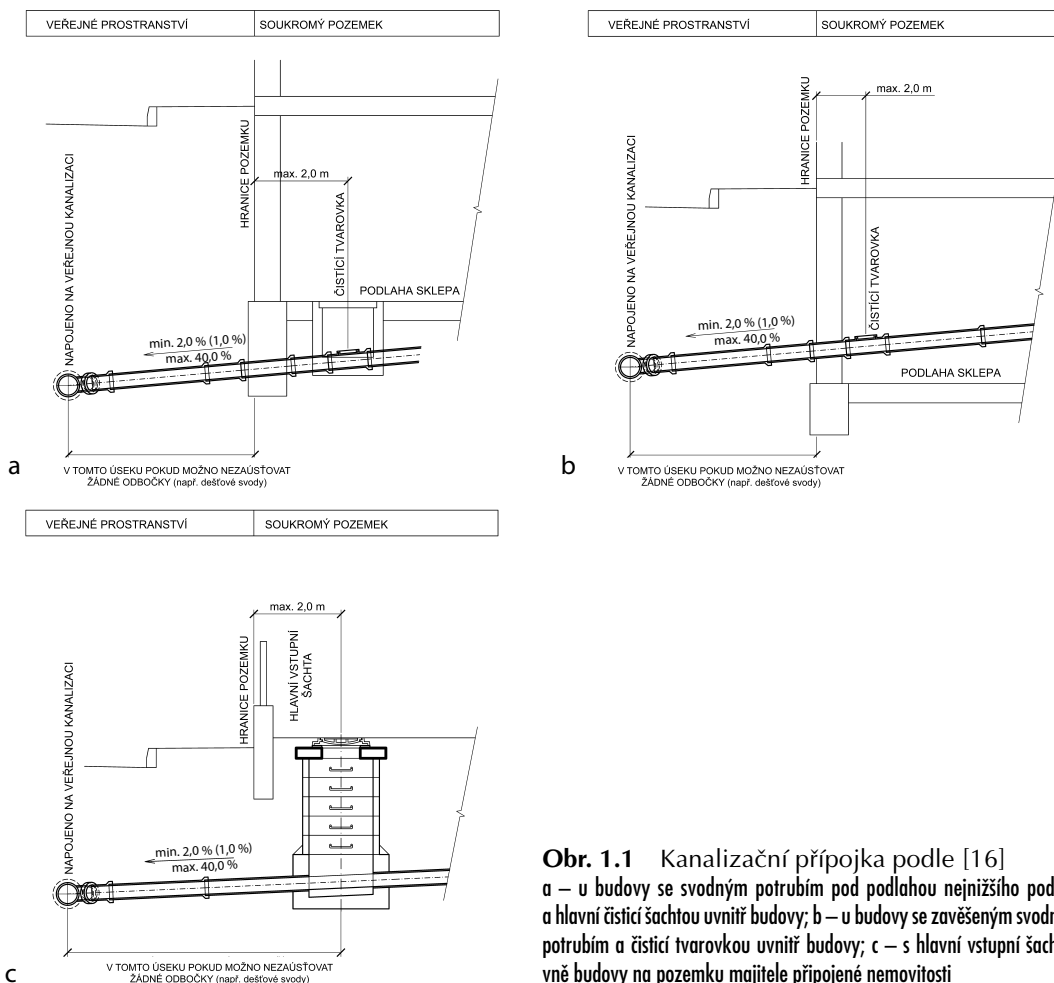 VEŘEJNÉ PROSTRANSTVÍ
SOUKROMÝ POZEMEK
HRANICE POZEMKU
max. 2,0 m
NAPOJENO NA VEŘEJNOU KANALIZACI
ČISTÍCÍ TVAROVKA
PODLAHA SKLEPA
min. 2,0 % (1,0 %)
max. 40,0 %
a
V TOMTO ÚSEKU POKUD MOŽNO NEZAÚSŤOVAT
ŽÁDNÉ ODBOČKY (např. dešťové svody)
VEŘEJNÉ PROSTRANSTVÍ
SOUKROMÝ POZEMEK
HRANICE POZEMKU
max. 2,0 m
NAPOJENO NA VEŘEJNOU KANALIZACI
ČISTÍCÍ TVAROVKA
min. 2,0 % (1,0 %)
max. 40,0 %
PODLAHA SKLEPA
b
V TOMTO ÚSEKU POKUD MOŽNO NEZAÚSŤOVAT
ŽÁDNÉ ODBOČKY (např. dešťové svody)
VEŘEJNÉ PROSTRANSTVÍ
SOUKROMÝ POZEMEK
max. 2,0 m
HRANICE POZEMKU
HLAVNÍ VSTUPNÍ
ŠACHTA
NAPOJENO NA VEŘEJNOU KANALIZACI
min. 2,0 % (1,0 %)
max. 40,0 %
c
V TOMTO ÚSEKU POKUD MOŽNO NEZAÚSŤOVAT
ŽÁDNÉ ODBOČKY (např. dešťové svody)
Obr. 1.1 Kanalizační přípojka podle [16]
a – u budovy se svodným potrubím pod podlahou nejnižšího pod
a hlavní čisticí šachtou uvnitř budovy; b – u budovy se zavěšeným svodn
potrubím a čisticí tvarovkou uvnitř budovy; c – s hlavní vstupní šach
vně budovy na pozemku majitele připojené nemovitosti